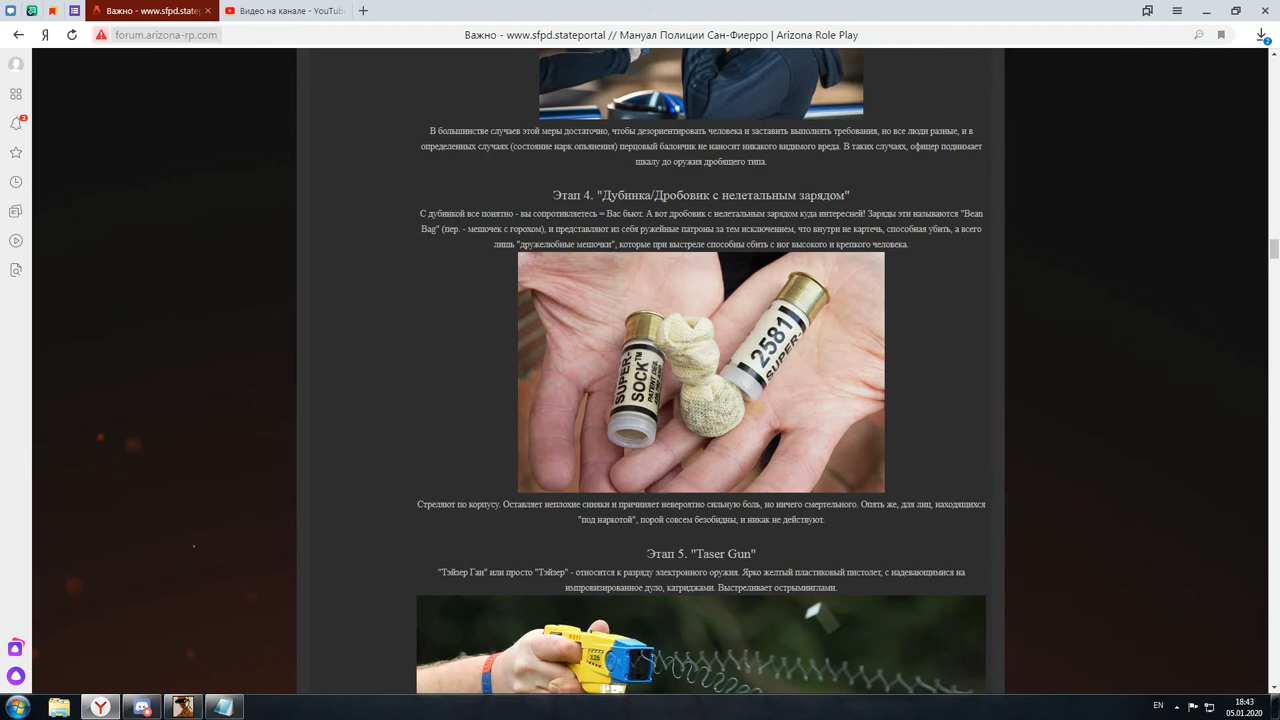 Важно - www.sfpd.state
Видео на канале - YouTub
forum.arizona-rp.com
Важно - www.sfpd.stateportal // Мануал Полиции Сан-Фиерро | Arizona Role Play
2
2
В большинстве случаев этой меры достаточно, чтобы дезориентировать человека и заставить выполнять требования, но все люди разные, и в
определенных случаях (состояние нарк.опьянения) перцовый балончик не наносит никакого видимого вреда. В таких случаях, офицер поднимает
шкалу до оружия дробящего типа.
Этап 4. "Дубинка/Дробовик с нелетальным зарядом"
С дубинкой все понятно - вы сопротивляетесь = Вас бьют. А вот дробовик с нелетальным зарядом куда интересней! Заряды эти называются "Bean
Bag" (пер. - мешочек с горохом), и представляют из себя ружейные патроны за тем исключением, что внутри не картечь, способная убить, а всего
лишь "дружелюбные мешочки", которые при выстреле способны сбить с ног высокого и крепкого человека.
SUPER-
SOCK™
2581
SUPER-
Стреляют по корпусу. Оставляет неплохие синяки и причиняет невероятно сильную боль, но ничего смертельного. Опять же, для лиц, находящихся
"под наркотой", порой совсем безобидны, и никак не действуют.
Этап 5. "Taser Gun"
"Тэйзер Ган" или просто "Тэйзер" - относится к разряду электронного оружия. Ярко желтый пластиковый пистолет, с надевающимися на
импровизированное дуло, катриджами. Выстреливает острымииглами.
X26
EN
18:43
05.01.2020